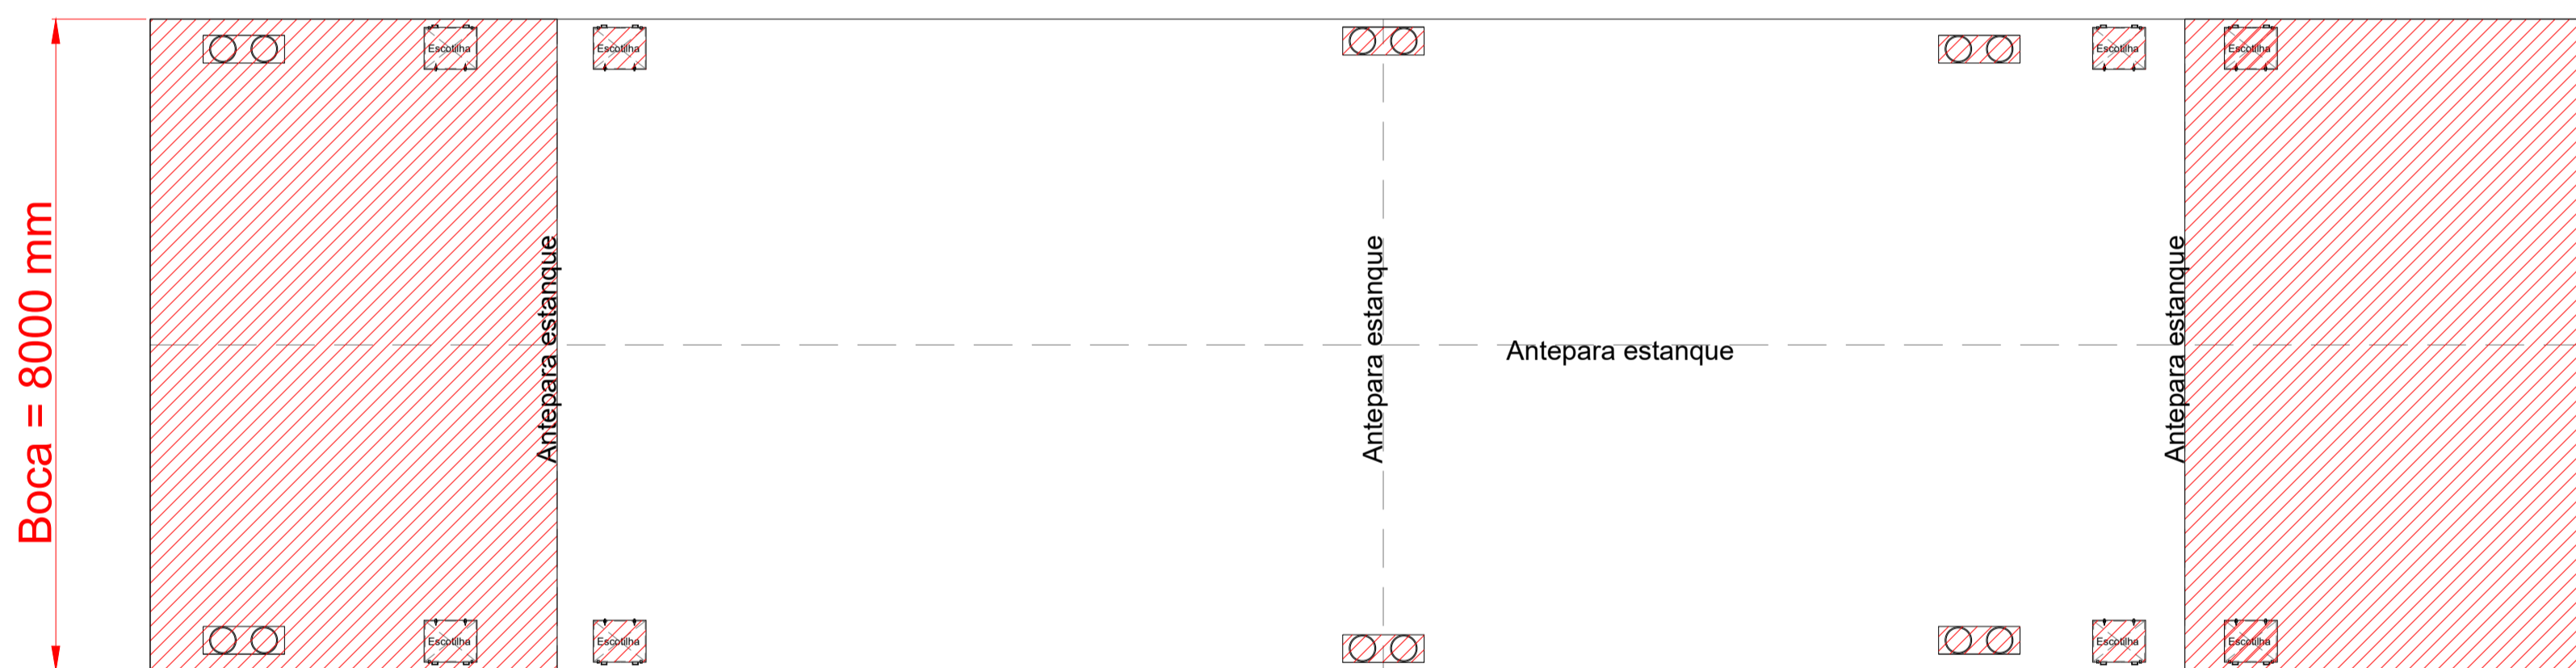 Escotilha
Escotilha
Escotilha
Escotilha
Boca = 8000 mm
Antepara estanque
Antepara estanque
Antepara estanque
Antepara estanque
Escotilha
Escotilha
Escotilha
Escotilha